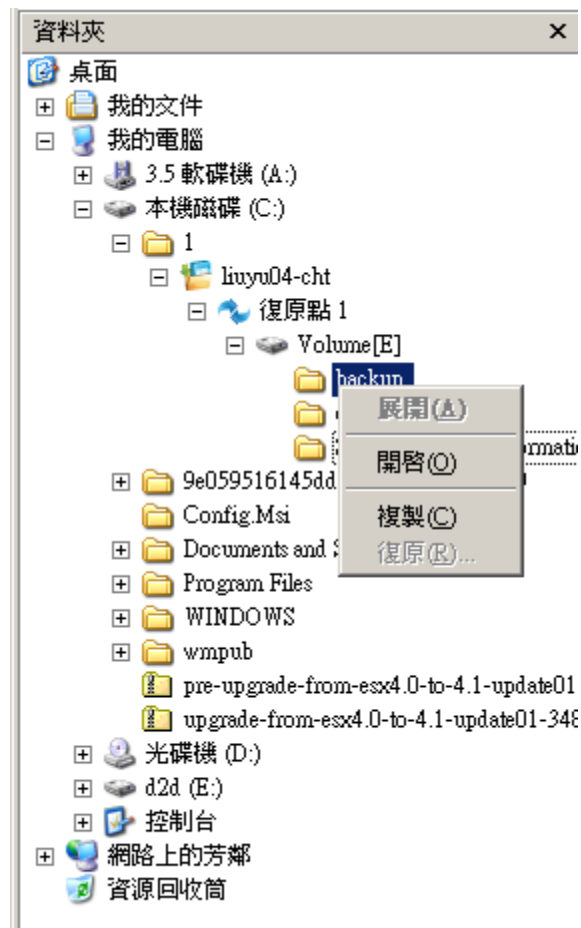 資料夾
桌面
我的文件
我的電腦
3.5 軟碟機 (A:)
本機磁碟 (C:)
1
liuyu04-cht
復原點 1
Volume[E]
backup
展開(A)
開啓(O)
複製(C)
復原(R)...
9e059516145dd
Config.Msi
Documents and
Program Files
WINDOWS
wmpub
pre-upgrade-from-esx4.0-to-4.1-update01
upgrade-from-esx4.0-to-4.1-update01-348
光碟機 (D:)
d2d (E:)
控制台
網路上的芳鄰
資源回收筒